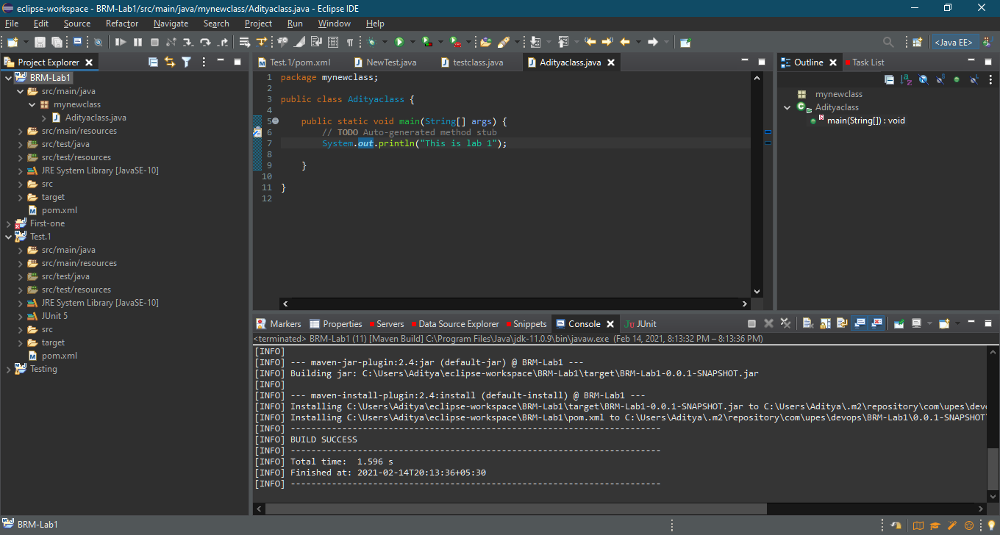 eclipse-workspace - BRM-Lab1/src/main/java/mynewclass/Adityaclass.java - Eclipse IDE
File Edit Source Refactor Navigate Search Project Run Window Help
<Java EE>
Project Explorer
BRM-Lab1
src/main/java
mynewclass
Adityaclass.java
src/main/resources
src/test/java
src/test/resources
JRE System Library [JavaSE-10]
src
target
pom.xml
First-one
Test.1
src/main/java
src/main/resources
src/test/java
src/test/resources
JRE System Library [JavaSE-10]
JUnit 5
src
target
pom.xml
Testing
Test.1/pom.xml NewTest.java testclass.java Adityaclass.java
1 package mynewclass;
2
3 public class Adityaclass {
4
5 public static void main(String[] args) {
6 // TODO Auto-generated method stub
7 System.out.println("This is lab 1");
8
9 }
10
11 }
12
Outline Task List
mynewclass
Adityaclass
main(String[]) : void
Markers Properties Servers Data Source Explorer Snippets Console JUnit
<terminated> BRM-Lab1 (11) [Maven Build] C:\Program Files\Java\jdk-11.0.9\bin\javaw.exe (Feb 14, 2021, 8:13:32 PM – 8:13:36 PM)
[INFO]
[INFO] --- maven-jar-plugin:2.4:jar (default-jar) @ BRM-Lab1 ---
[INFO] Building jar: C:\Users\Aditya\eclipse-workspace\BRM-Lab1\target\BRM-Lab1-0.0.1-SNAPSHOT.jar
[INFO]
[INFO] --- maven-install-plugin:2.4:install (default-install) @ BRM-Lab1 ---
[INFO] Installing C:\Users\Aditya\eclipse-workspace\BRM-Lab1\target\BRM-Lab1-0.0.1-SNAPSHOT.jar to C:\Users\Aditya\.m2\repository\com\upes\devo
[INFO] Installing C:\Users\Aditya\eclipse-workspace\BRM-Lab1\pom.xml to C:\Users\Aditya\.m2\repository\com\upes\devops\BRM-Lab1\0.0.1-SNAPSHOT\
[INFO] ------------------------------------------------------------------------
[INFO] BUILD SUCCESS
[INFO] ------------------------------------------------------------------------
[INFO] Total time:  1.596 s
[INFO] Finished at: 2021-02-14T20:13:36+05:30
[INFO] ------------------------------------------------------------------------
BRM-Lab1